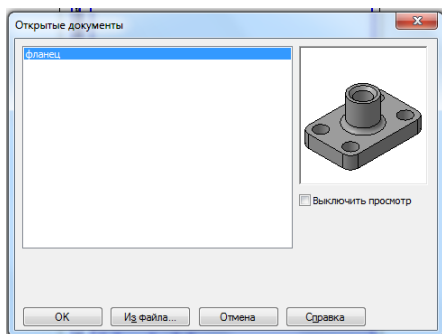 Открытые документы
фланец
Выключить просмотр
OK
Из файла...
Отмена
Справка